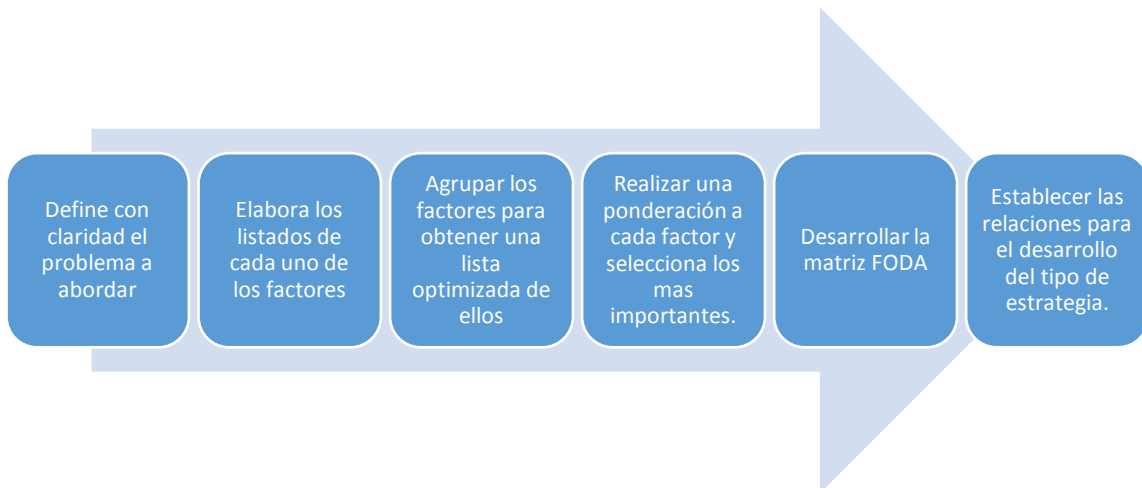 Define con
claridad el
problema a
abordar
Elabora los
listados de
cada uno de
los factores
Agrupar los
factores para
obtener una
lista
optimizada de
ellos
Realizar una
ponderación a
cada factor y
selecciona los
mas
importantes.
Desarrollar la
matriz FODA
Establecer las
relaciones para
el desarrollo
del tipo de
estrategia.